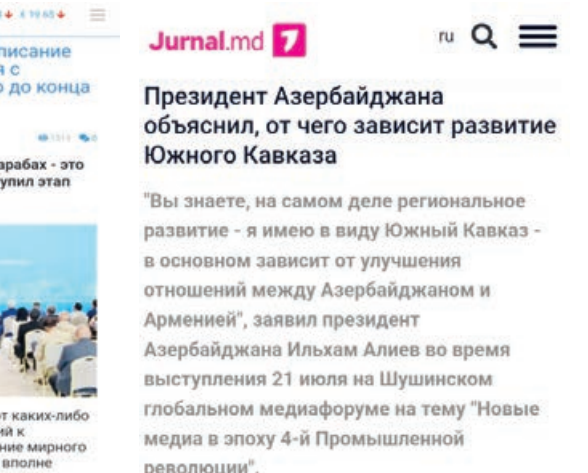 € 19.65
писание
я с
о до конца
арабах - это
упил этап
т каких-либо
ий к
ние мирного
вполне
Jurnal.md 7
ru
Президент Азербайджана
объяснил, от чего зависит развитие
Южного Кавказа
"Вы знаете, на самом деле региональное
развитие - я имею в виду Южный Кавказ -
в основном зависит от улучшения
отношений между Азербайджаном и
Арменией", заявил президент
Азербайджана Ильхам Алиев во время
выступления 21 июля на Шушинском
глобальном медиафоруме на тему "Новые
медиа в эпоху 4-й Промышленной
революции".